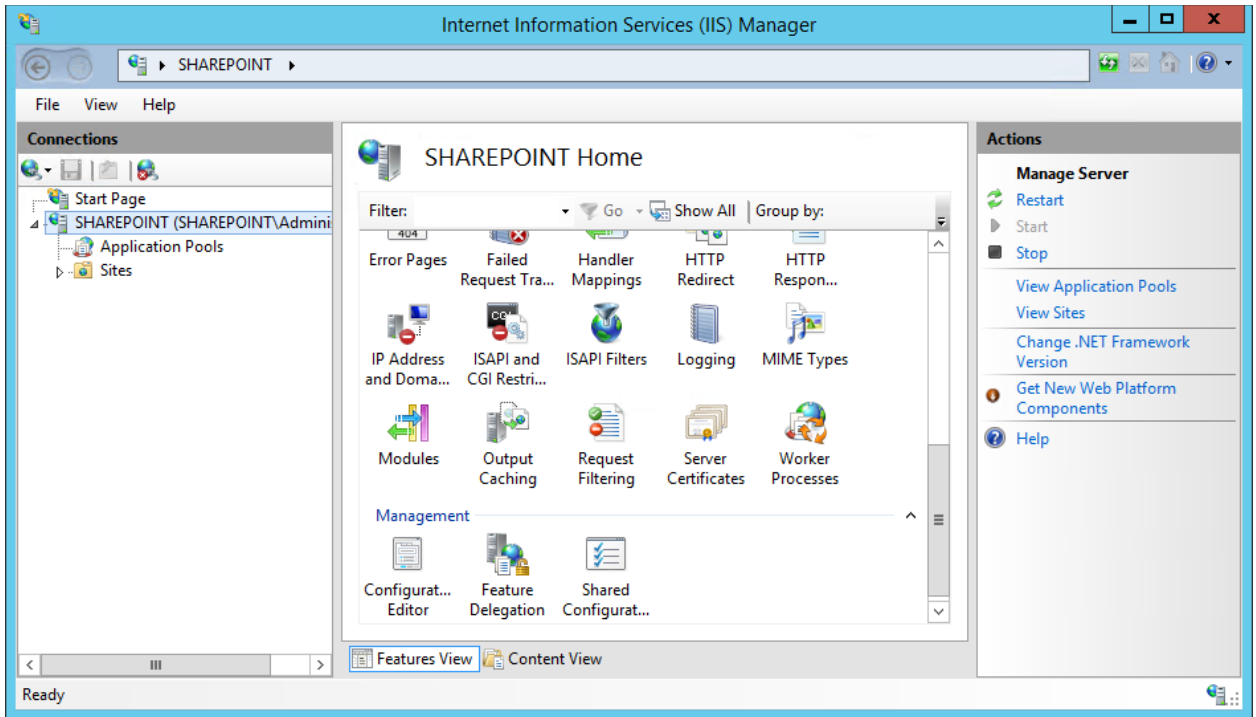 Internet Information Services (IIS) Manager
SHAREPOINT
File View Help
Connections
Start Page
SHAREPOINT (SHAREPOINT\Admini
Application Pools
Sites
SHAREPOINT Home
Filter: Go Show All Group by:
404
Error Pages
Failed
Request Tra...
Handler
Mappings
HTTP
Redirect
HTTP
Respon...
IP Address
and Doma...
CGI
ISAPI and
CGI Restri...
ISAPI Filters
Logging
MIME Types
Modules
Output
Caching
Request
Filtering
Server
Certificates
Worker
Processes
Management
Configurat...
Editor
Feature
Delegation
Shared
Configurat...
Features View Content View
Actions
Manage Server
Restart
Start
Stop
View Application Pools
View Sites
Change .NET Framework
Version
Get New Web Platform
Components
Help
Ready